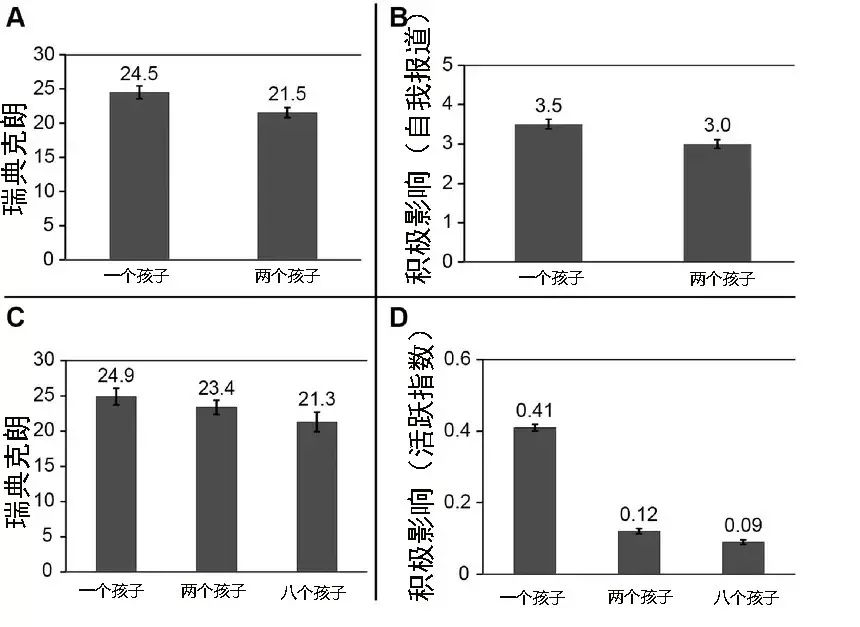 A
瑞典克朗
30
25
20
15
10
5
0
24.5
21.5
一个孩子
两个孩子
B
积极影响（自我报道）
5
4
3
2
1
0
3.5
3.0
一个孩子
两个孩子
C
瑞典克朗
30
25
20
15
10
5
0
24.9
23.4
21.3
一个孩子
两个孩子
八个孩子
D
积极影响（活跃指数）
0.6
0.4
0.2
0
0.41
0.12
0.09
一个孩子
两个孩子
八个孩子